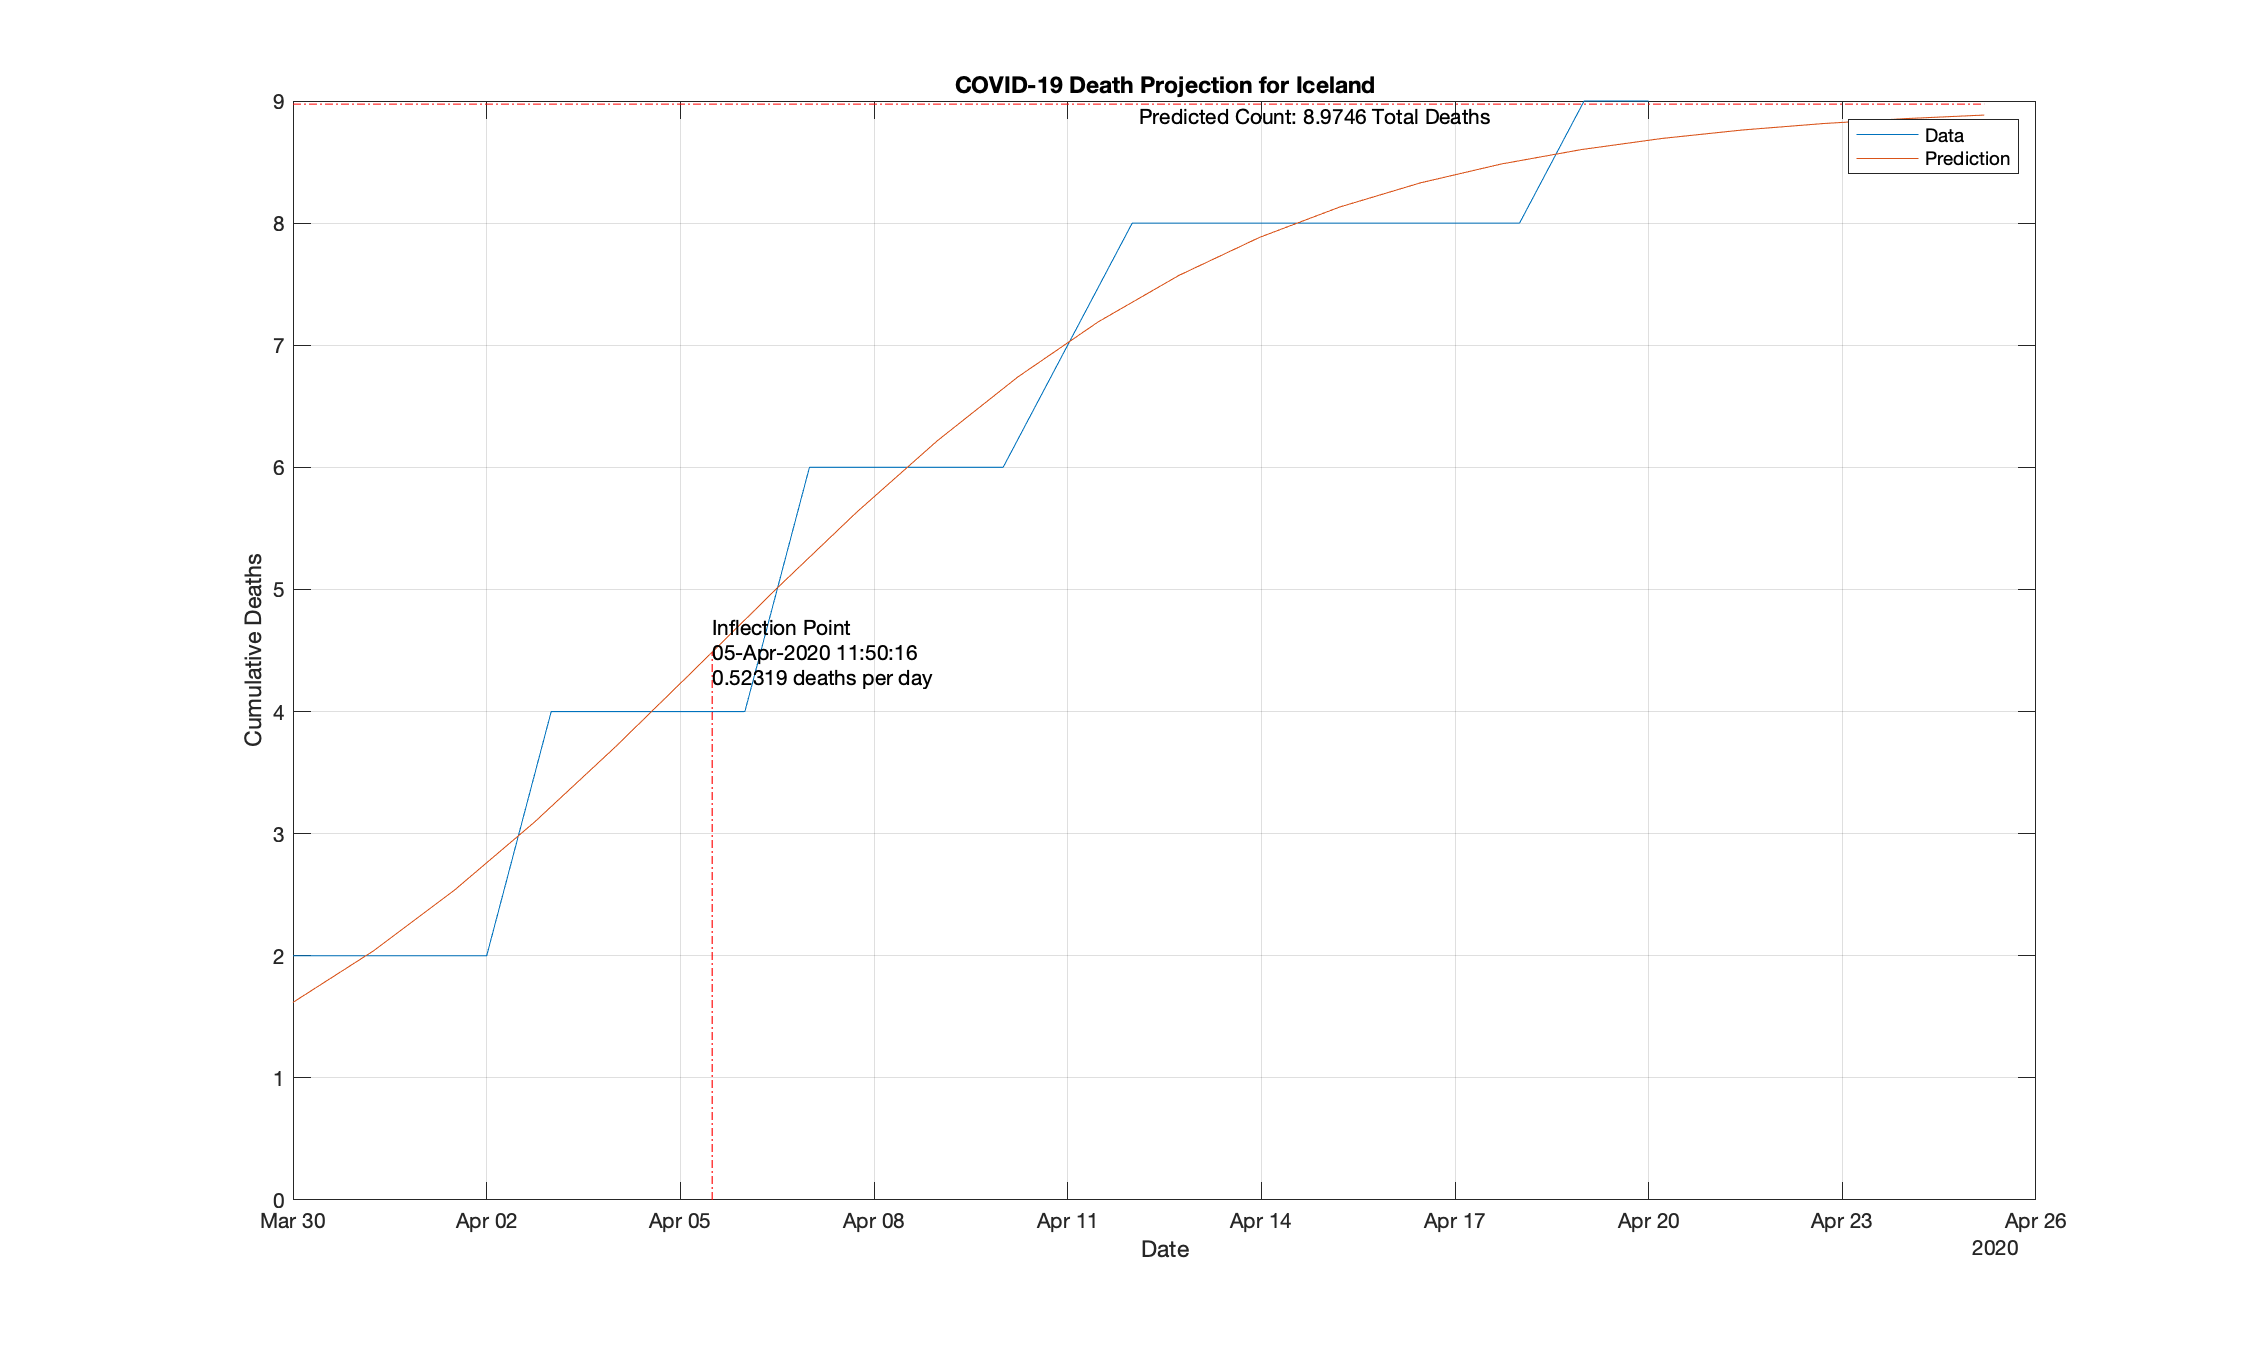 COVID-19 Death Projection for Iceland
Predicted Count: 8.9746 Total Deaths
Data
Prediction
9
8
7
6
5
4
3
2
1
0
Cumulative Deaths
Inflection Point
05-Apr-2020 11:50:16
0.52319 deaths per day
Mar 30 Apr 02 Apr 05 Apr 08 Apr 11 Apr 14 Apr 17 Apr 20 Apr 23 Apr 26
Date
2020